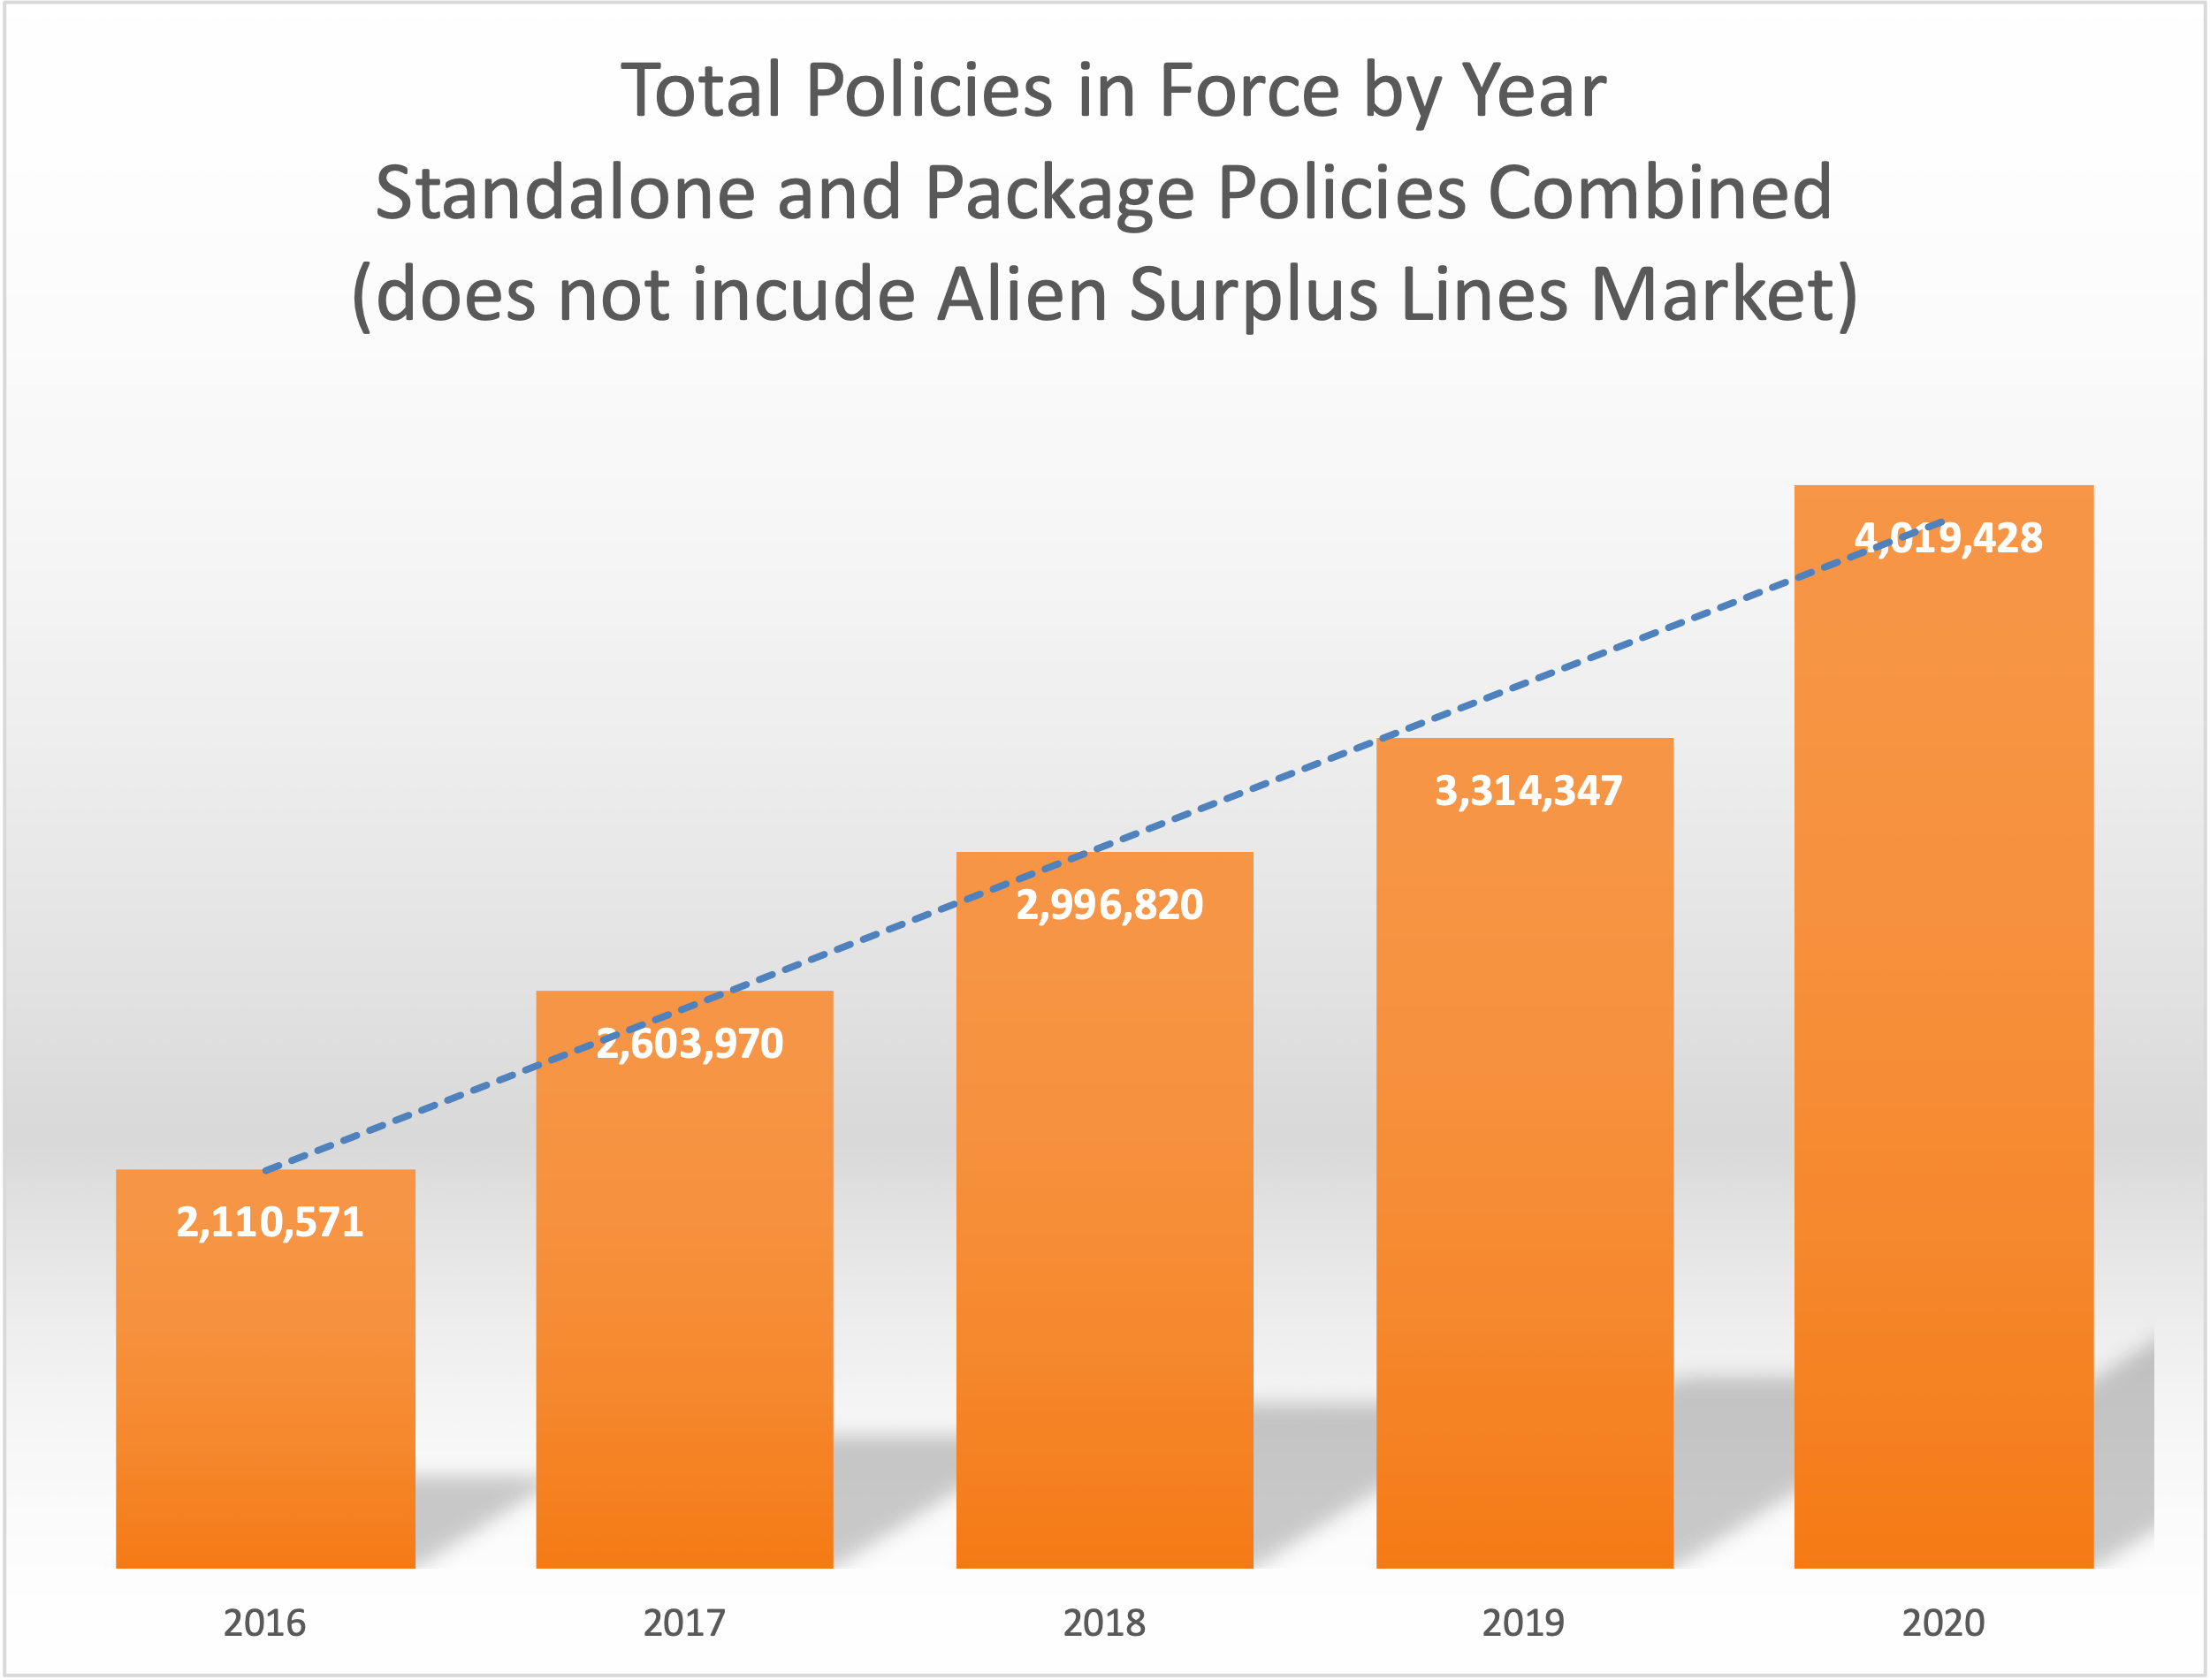 Total Policies in Force by Year
Standalone and Package Policies Combined
(does not incude Alien Surplus Lines Market)
4,019,428
3,314,347
2,996,820
2,603,970
2,110,571
2016 2017 2018 2019 2020